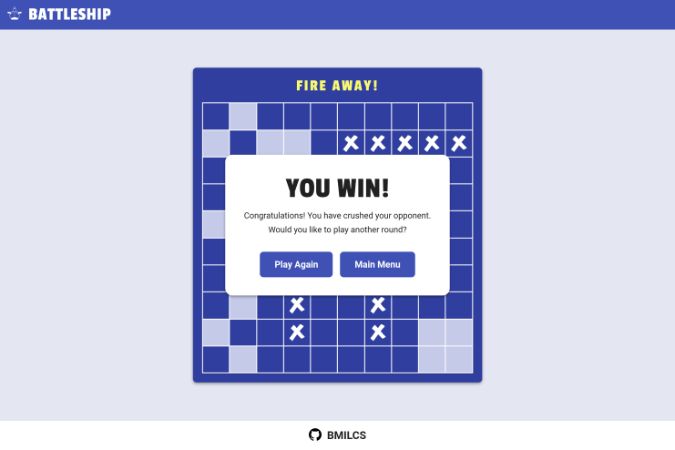 BATTLESHIP
FIRE AWAY!
YOU WIN!
Congratulations! You have crushed your opponent.
Would you like to play another round?
Play Again
Main Menu
BMILCS